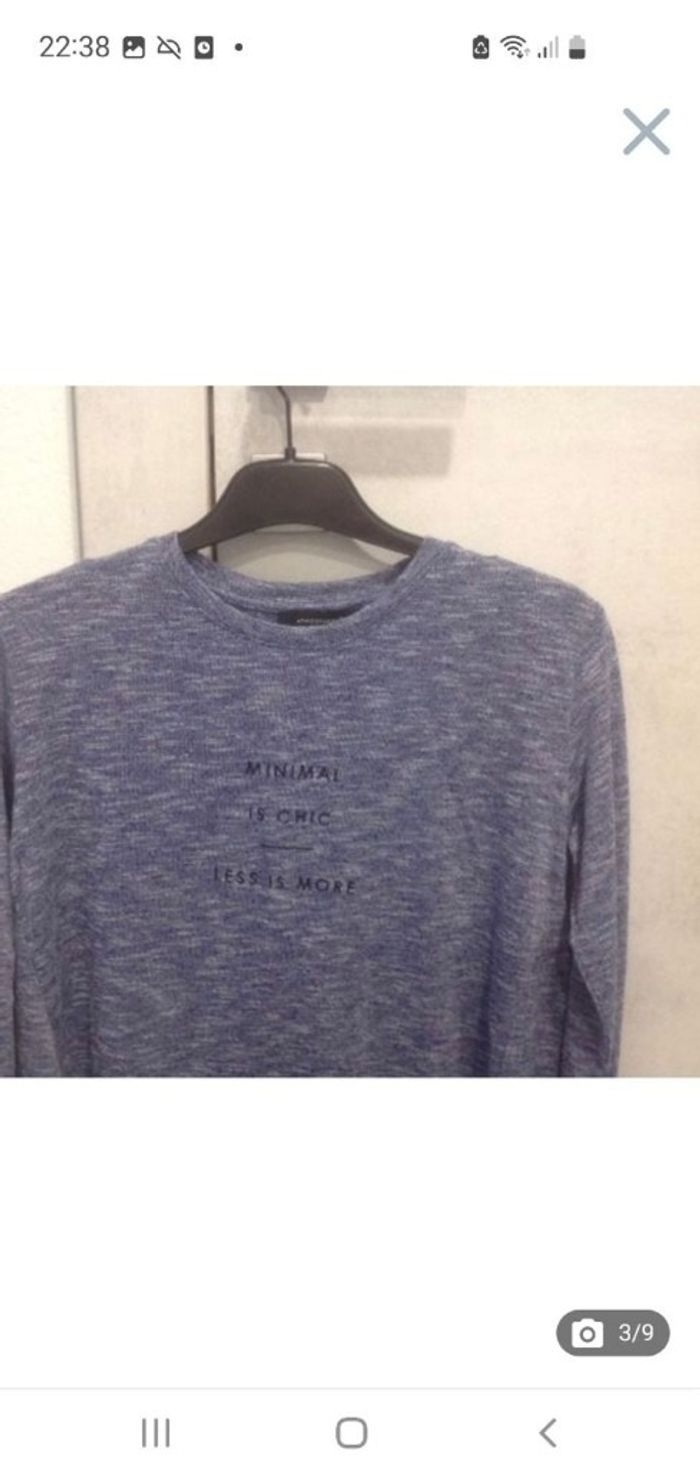 22:38
MINIMAL
IS CHIC
LESS IS MORE
3/9